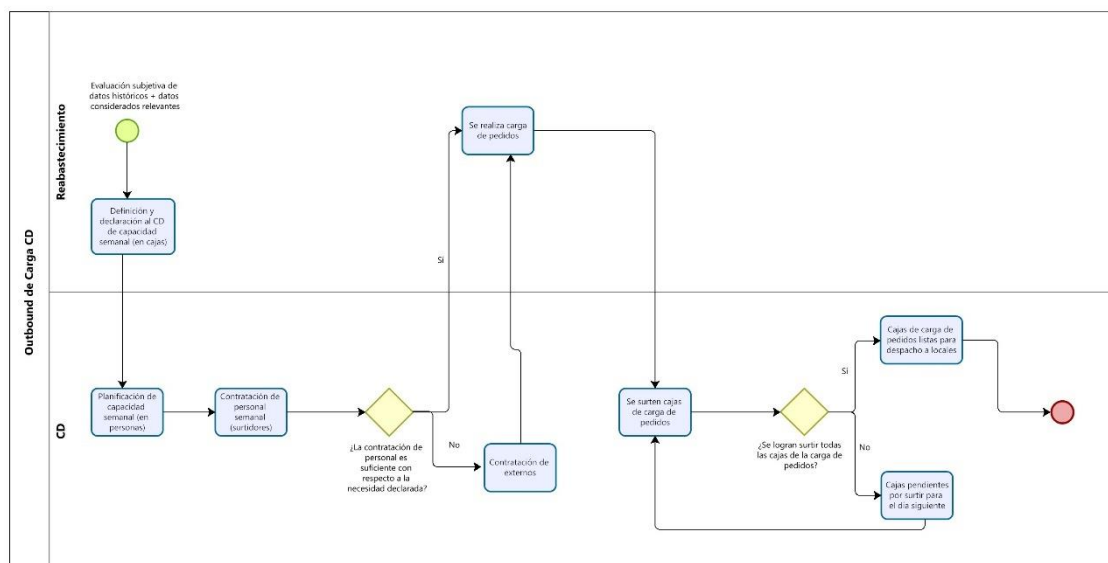 Outbound de Carga CD
Reabastecimiento
Evaluación subjetiva de
datos históricos + datos
considerados relevantes
Definición y
declaración al CD
de capacidad
semanal (en cajas)
Se realiza carga
de pedidos
Si
CD
Planificación de
capacidad
semanal (en
personas)
Contratación de
personal
semanal
(surtidores)
¿La contratación de
personal es
suficiente con
respecto a la
necesidad declarada?
No
Contratación de
externos
Se surten cajas
de carga de
pedidos
¿Se logran surtir todas
las cajas de la carga de
pedidos?
Si
Cajas de carga de
pedidos listas para
despacho a locales
No
Cajas pendientes
por surtir para
el día siguiente